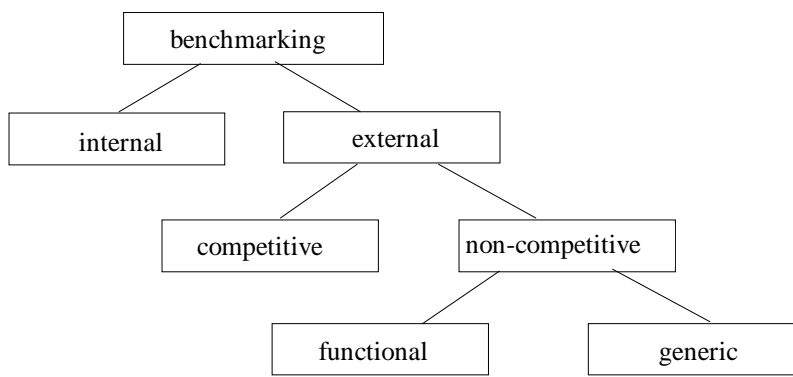 benchmarking
internal
external
competitive
non-competitive
functional
generic